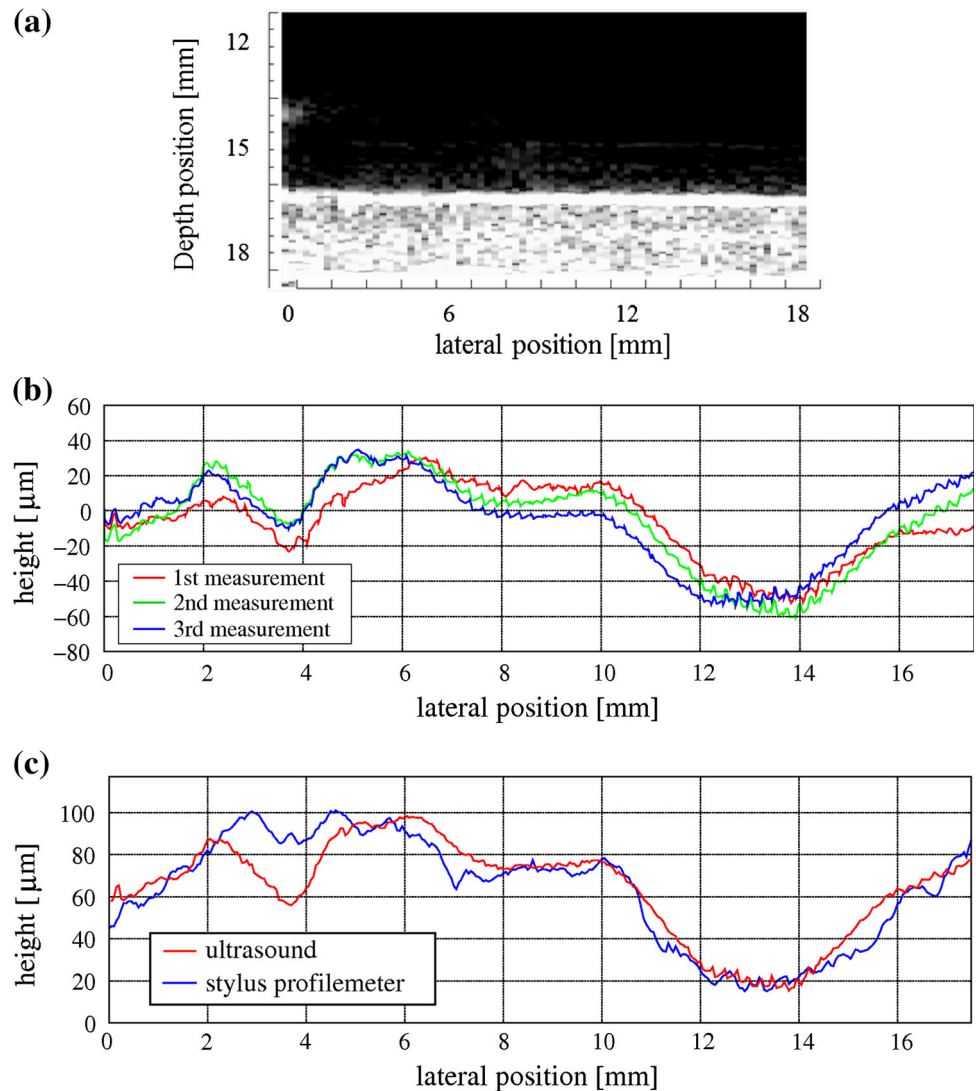 (a)
Depth position [mm]
12
15
18
0 6 12 18
lateral position [mm]
(b)
height [µm]
60
40
20
0
−20
−40
−60
−80
1st measurement
2nd measurement
3rd measurement
0 2 4 6 8 10 12 14 16
lateral position [mm]
(c)
height [µm]
100
80
60
40
20
0
ultrasound
stylus profilemeter
0 2 4 6 8 10 12 14 16
lateral position [mm]